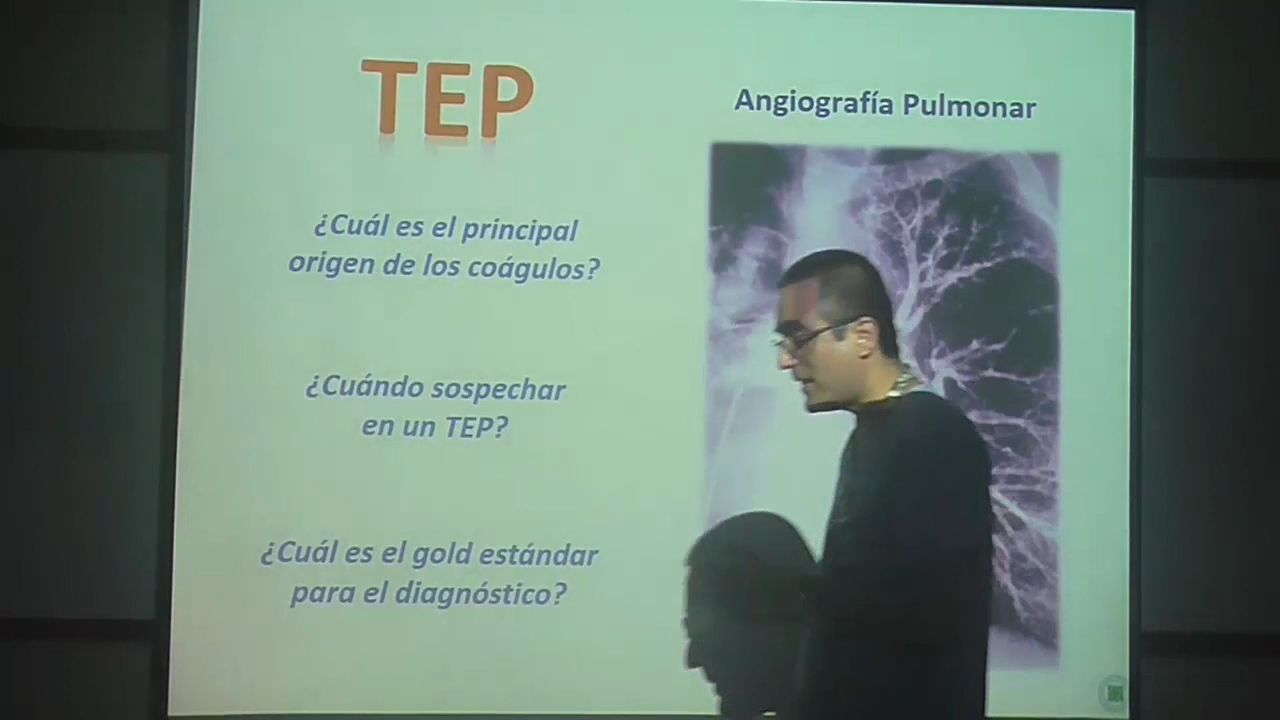 TEP
¿Cuál es el principal
origen de los coágulos?
¿Cuándo sospechar
en un TEP?
¿Cuál es el gold estándar
para el diagnóstico?
Angiografía Pulmonar